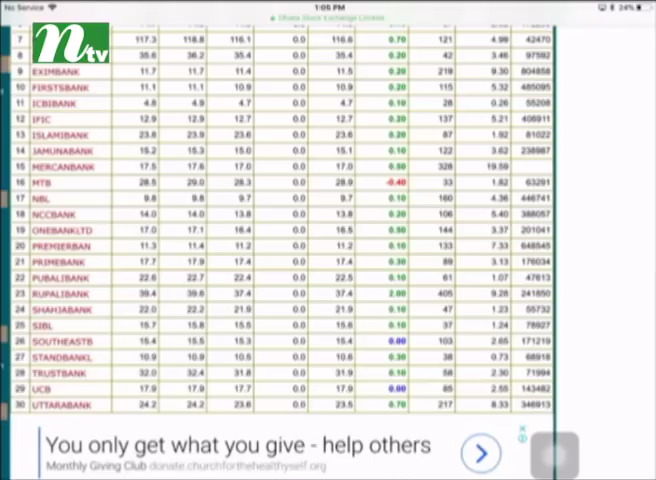 No Service 1:05 PM 24%
Dhaka Stock Exchange Limited
ntv
7 117.3 118.8 116.1 0.0 116.6 0.70 121 4.99 42470
8 35.6 36.2 35.4 0.0 35.4 0.20 42 3.46 97592
9 EXIMBANK 11.7 11.7 11.4 0.0 11.5 0.20 219 9.30 804858
10 FIRSTSBANK 11.1 11.1 10.9 0.0 10.9 0.20 115 5.32 485095
11 ICBIBANK 4.8 4.9 4.7 0.0 4.7 0.10 28 0.26 55208
12 IFIC 12.9 12.9 12.7 0.0 12.7 0.20 137 5.21 406911
13 ISLAMIBANK 23.8 23.9 23.6 0.0 23.6 0.20 87 1.92 81022
14 JAMUNABANK 15.2 15.3 15.0 0.0 15.1 0.10 122 3.62 238987
15 MERCANBANK 17.5 17.6 17.0 0.0 17.0 0.50 328 19.59
16 MTB 28.5 29.0 28.3 0.0 28.9 -0.40 33 1.82 63291
17 NBL 9.8 9.8 9.7 0.0 9.7 0.10 160 4.36 446741
18 NCCBANK 14.0 14.0 13.8 0.0 13.8 0.20 106 5.40 388057
19 ONEBANKLTD 17.0 17.1 16.4 0.0 16.5 0.50 144 3.37 201041
20 PREMIERBAN 11.3 11.4 11.2 0.0 11.2 0.10 133 7.33 648545
21 PRIMEBANK 17.7 17.9 17.4 0.0 17.4 0.30 89 3.13 176034
22 PUBALIBANK 22.6 22.7 22.4 0.0 22.5 0.10 61 1.07 47613
23 RUPALIBANK 39.4 39.6 37.4 0.0 37.4 2.00 405 9.28 241850
24 SHAHJABANK 22.0 22.2 21.9 0.0 21.9 0.10 47 1.23 55732
25 SIBL 15.7 15.8 15.5 0.0 15.6 0.10 37 1.24 78927
26 SOUTHEASTB 15.4 15.5 15.3 0.0 15.4 0.00 103 2.65 171219
27 STANDBANKL 10.9 10.9 10.5 0.0 10.6 0.30 38 0.73 68918
28 TRUSTBANK 32.0 32.4 31.8 0.0 31.9 0.10 58 2.30 71994
29 UCB 17.9 17.9 17.7 0.0 17.9 0.00 85 2.55 143482
30 UTTARABANK 24.2 24.2 23.6 0.0 23.5 0.70 217 8.33 346913
You only get what you give - help others
Monthly Giving Club donate.churchforthehealthyself.org